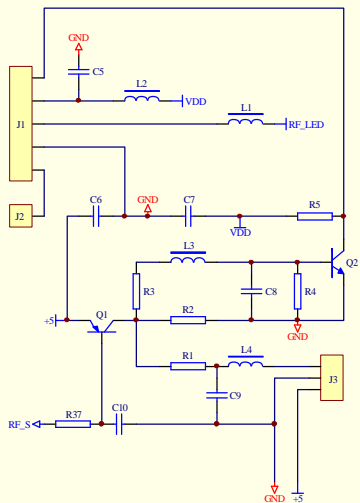 GND
C5
L2
VDD
J1
L1
RF_LED
J2
C6
GND
C7
R5
VDD
L3
Q2
R3
C8
R4
+5
Q1
R2
GND
R1
L4
J3
C9
RF_S
R37
C10
GND
+5